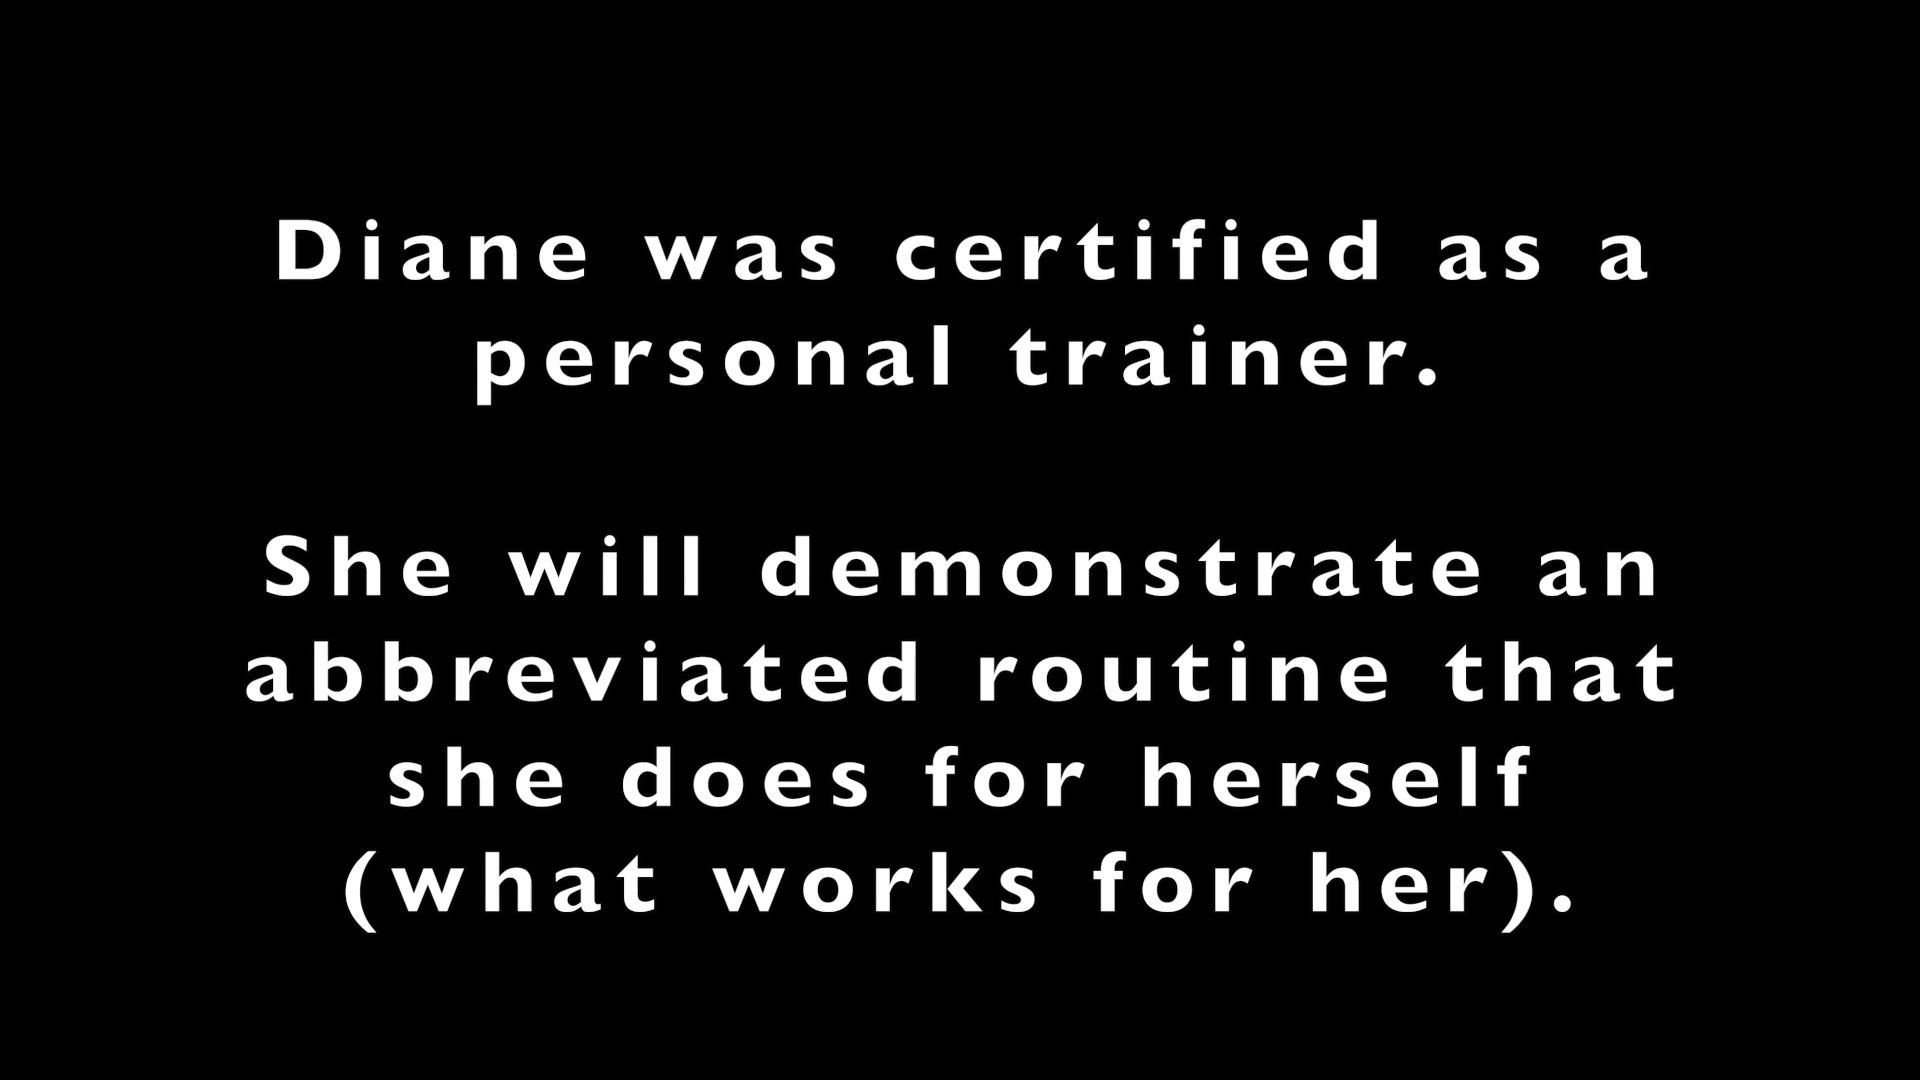 Diane was certified as a
personal trainer.
She will demonstrate an
abbreviated routine that
she does for herself
(what works for her).